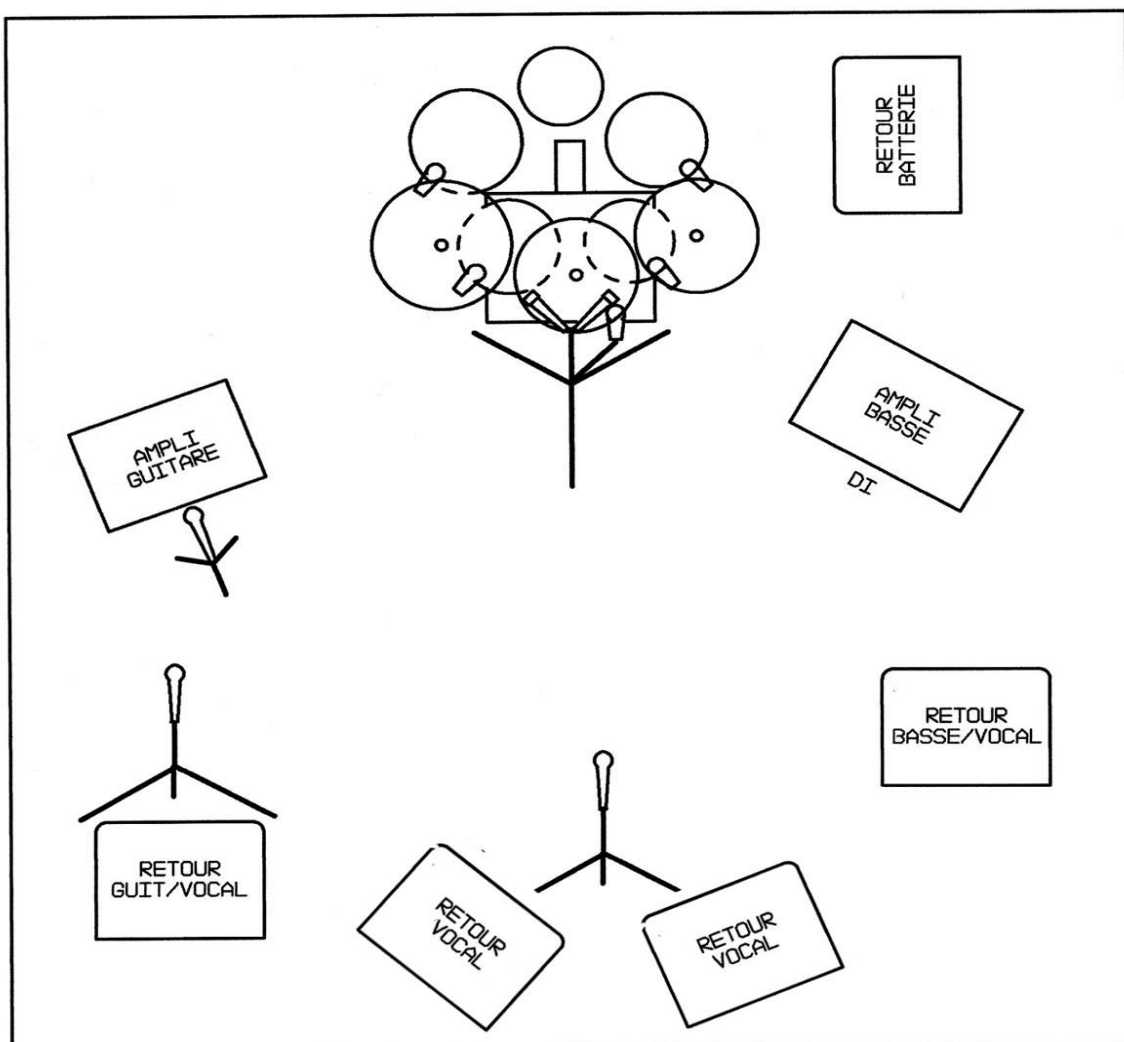 RETOUR
BATTERIE
AMPLI
BASSE
DI
AMPLI
GUITARE
RETOUR
BASSE/VOCAL
RETOUR
GUIT/VOCAL
RETOUR
VOCAL
RETOUR
VOCAL